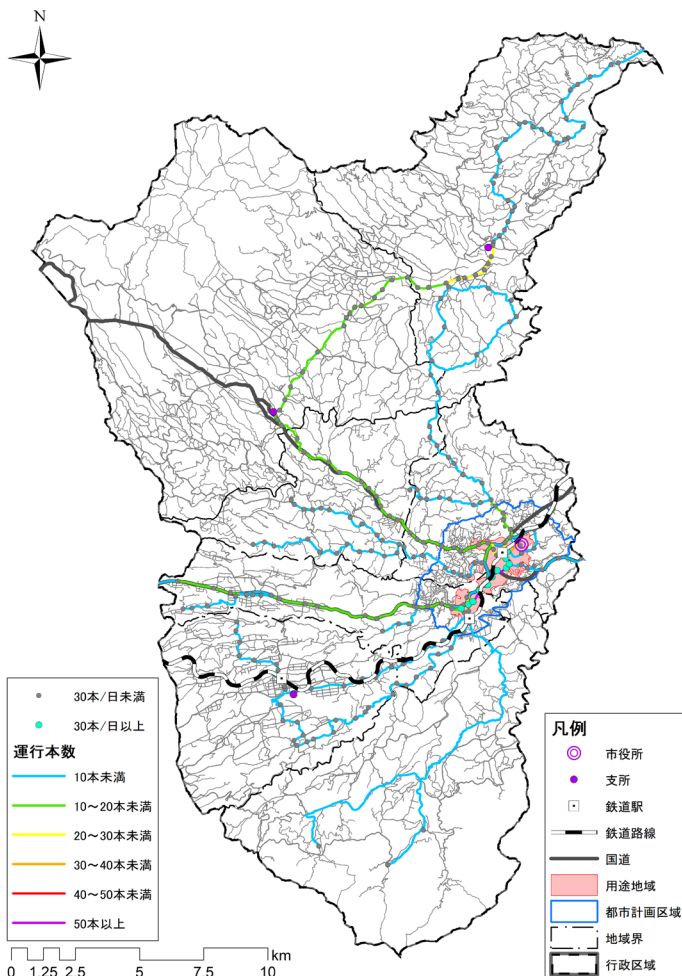 N
30本/日未満
30本/日以上
運行本数
10本未満
10～20本未満
20～30本未満
30～40本未満
40～50本未満
50本以上
凡例
市役所
支所
鉄道駅
鉄道路線
国道
用途地域
都市計画区域
地域界
行政区域
km
0 1.25 2.5 5 7.5 10